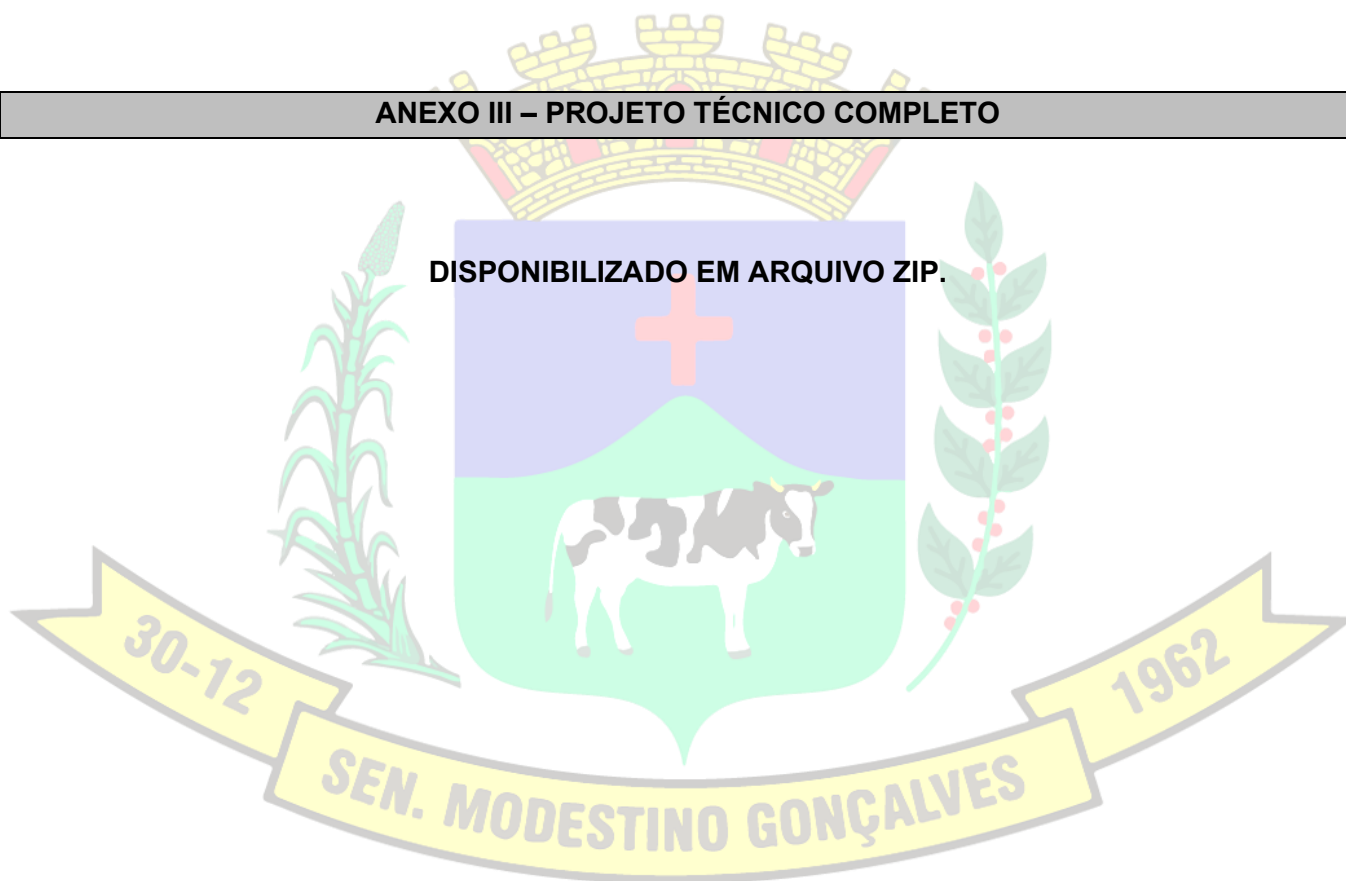 ANEXO III – PROJETO TÉCNICO COMPLETO
DISPONIBILIZADO EM ARQUIVO ZIP.
30-12
SEN. MODESTINO GONÇALVES
1962